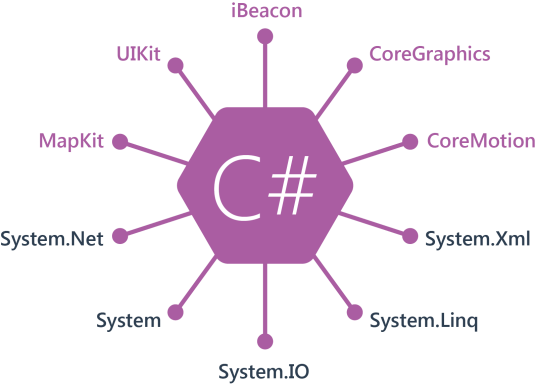 iBeacon
UIKit
CoreGraphics
MapKit
CoreMotion
C#
System.Net
System.Xml
System
System.Linq
System.IO